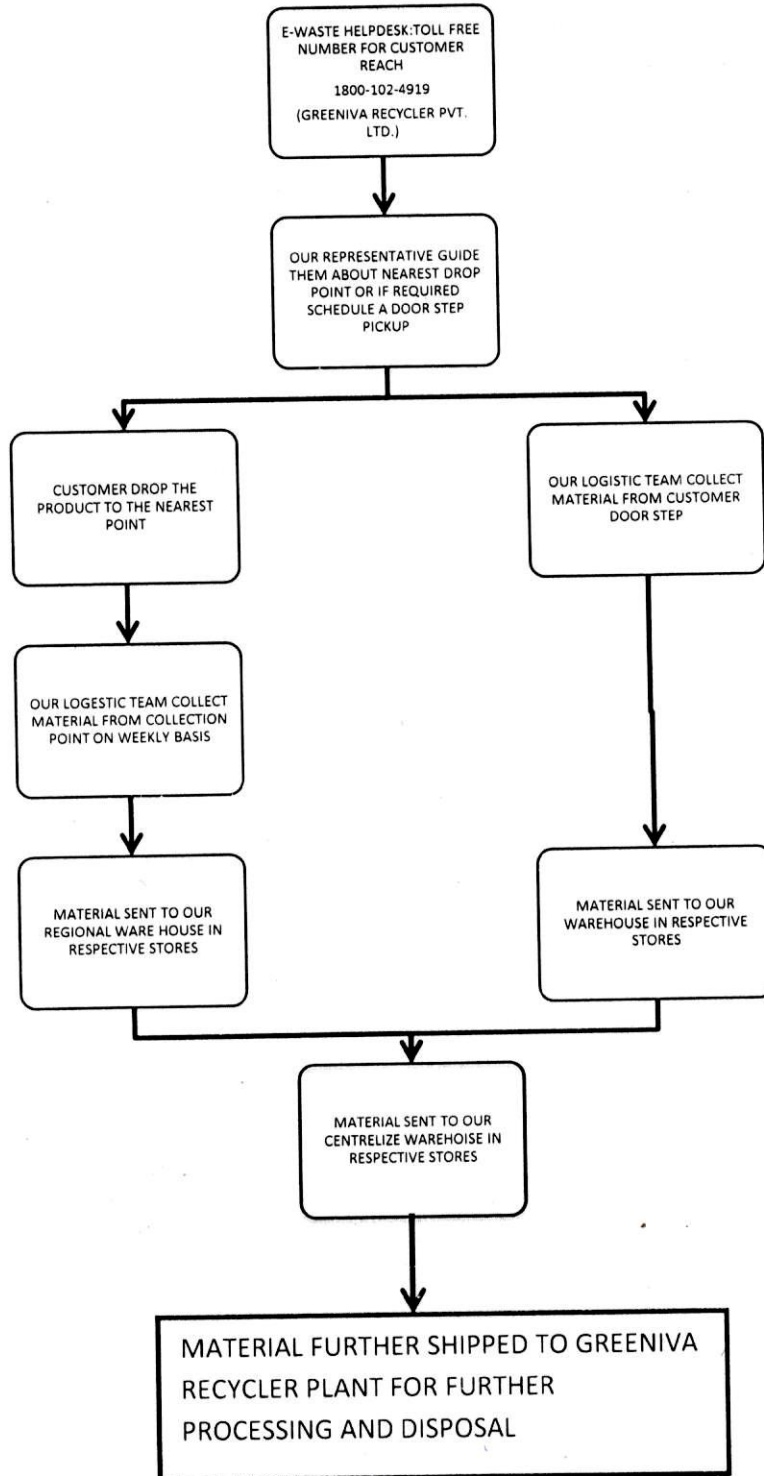 E-WASTE HELPDESK:TOLL FREE
NUMBER FOR CUSTOMER
REACH
1800-102-4919
(GREENIVA RECYCLER PVT.
LTD.)
OUR REPRESENTATIVE GUIDE
THEM ABOUT NEAREST DROP
POINT OR IF REQUIRED
SCHEDULE A DOOR STEP
PICKUP
CUSTOMER DROP THE
PRODUCT TO THE NEAREST
POINT
OUR LOGISTIC TEAM COLLECT
MATERIAL FROM CUSTOMER
DOOR STEP
OUR LOGESTIC TEAM COLLECT
MATERIAL FROM COLLECTION
POINT ON WEEKLY BASIS
MATERIAL SENT TO OUR
REGIONAL WARE HOUSE IN
RESPECTIVE STORES
MATERIAL SENT TO OUR
WAREHOUSE IN RESPECTIVE
STORES
MATERIAL SENT TO OUR
CENTRELIZE WAREHOISE IN
RESPECTIVE STORES
MATERIAL FURTHER SHIPPED TO GREENIVA
RECYCLER PLANT FOR FURTHER
PROCESSING AND DISPOSAL